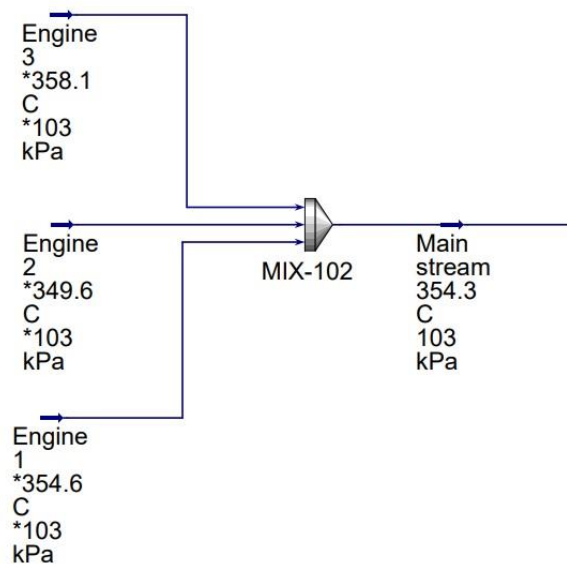 Engine
3
*358.1
C
*103
kPa
Engine
2
*349.6
C
*103
kPa
MIX-102
Main
stream
354.3
C
103
kPa
Engine
1
*354.6
C
*103
kPa